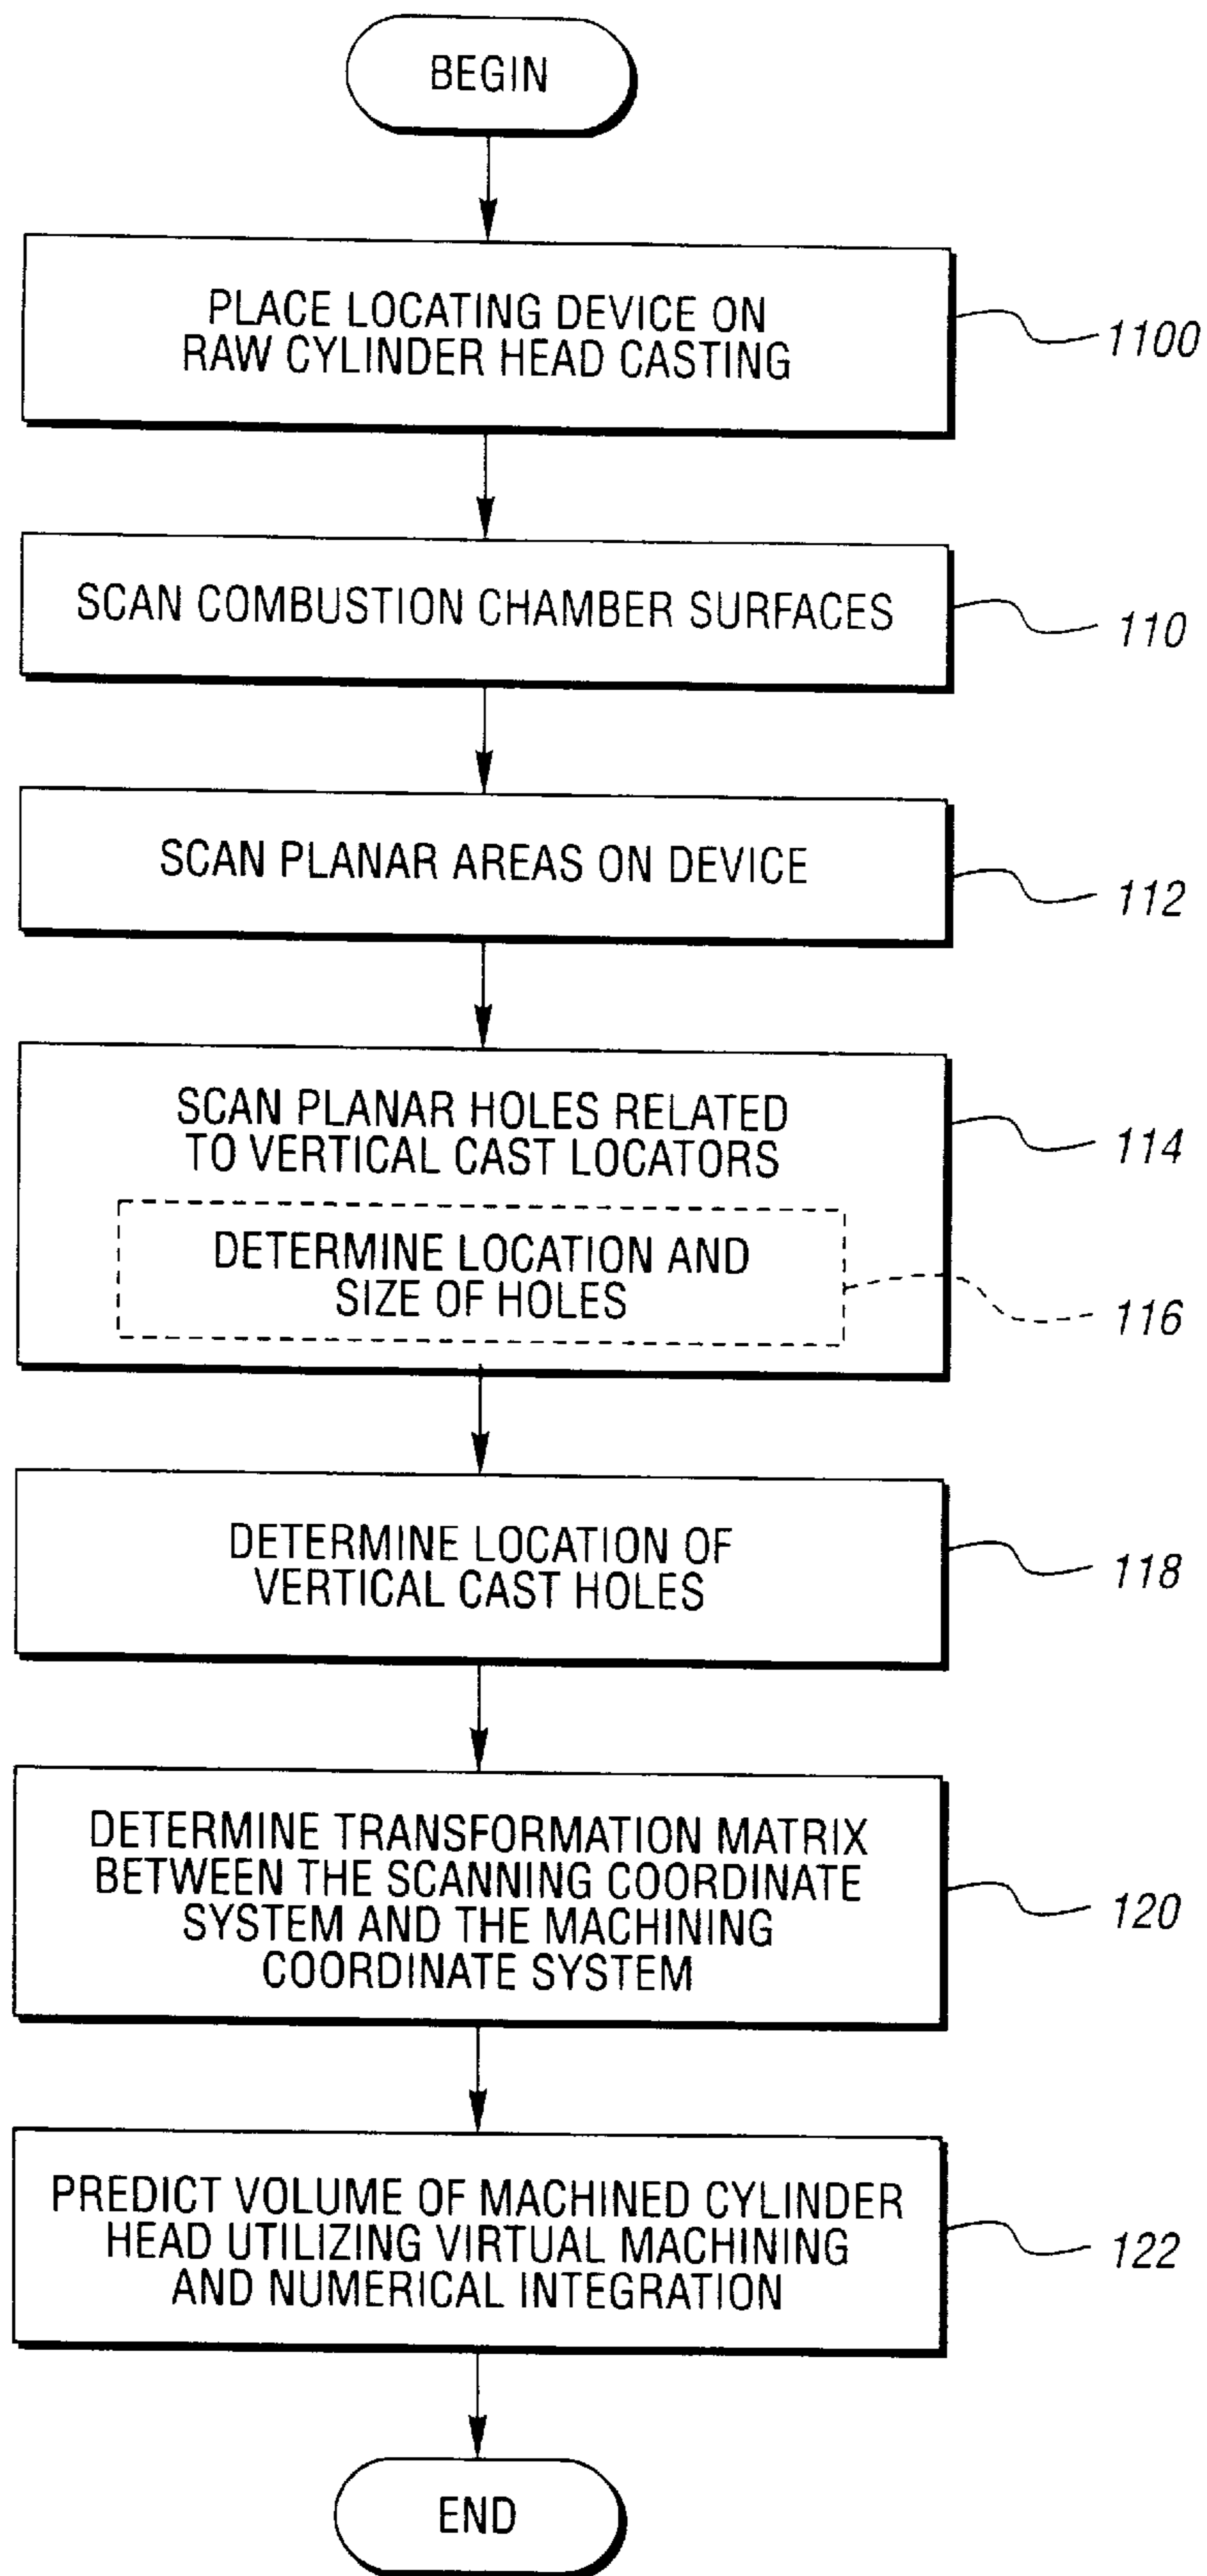 BEGIN
PLACE LOCATING DEVICE ON
RAW CYLINDER HEAD CASTING
1100
SCAN COMBUSTION CHAMBER SURFACES
110
SCAN PLANAR AREAS ON DEVICE
112
SCAN PLANAR HOLES RELATED
TO VERTICAL CAST LOCATORS
114
DETERMINE LOCATION AND
SIZE OF HOLES
116
DETERMINE LOCATION OF
VERTICAL CAST HOLES
118
DETERMINE TRANSFORMATION MATRIX
BETWEEN THE SCANNING COORDINATE
SYSTEM AND THE MACHINING
COORDINATE SYSTEM
120
PREDICT VOLUME OF MACHINED CYLINDER
HEAD UTILIZING VIRTUAL MACHINING
AND NUMERICAL INTEGRATION
122
END